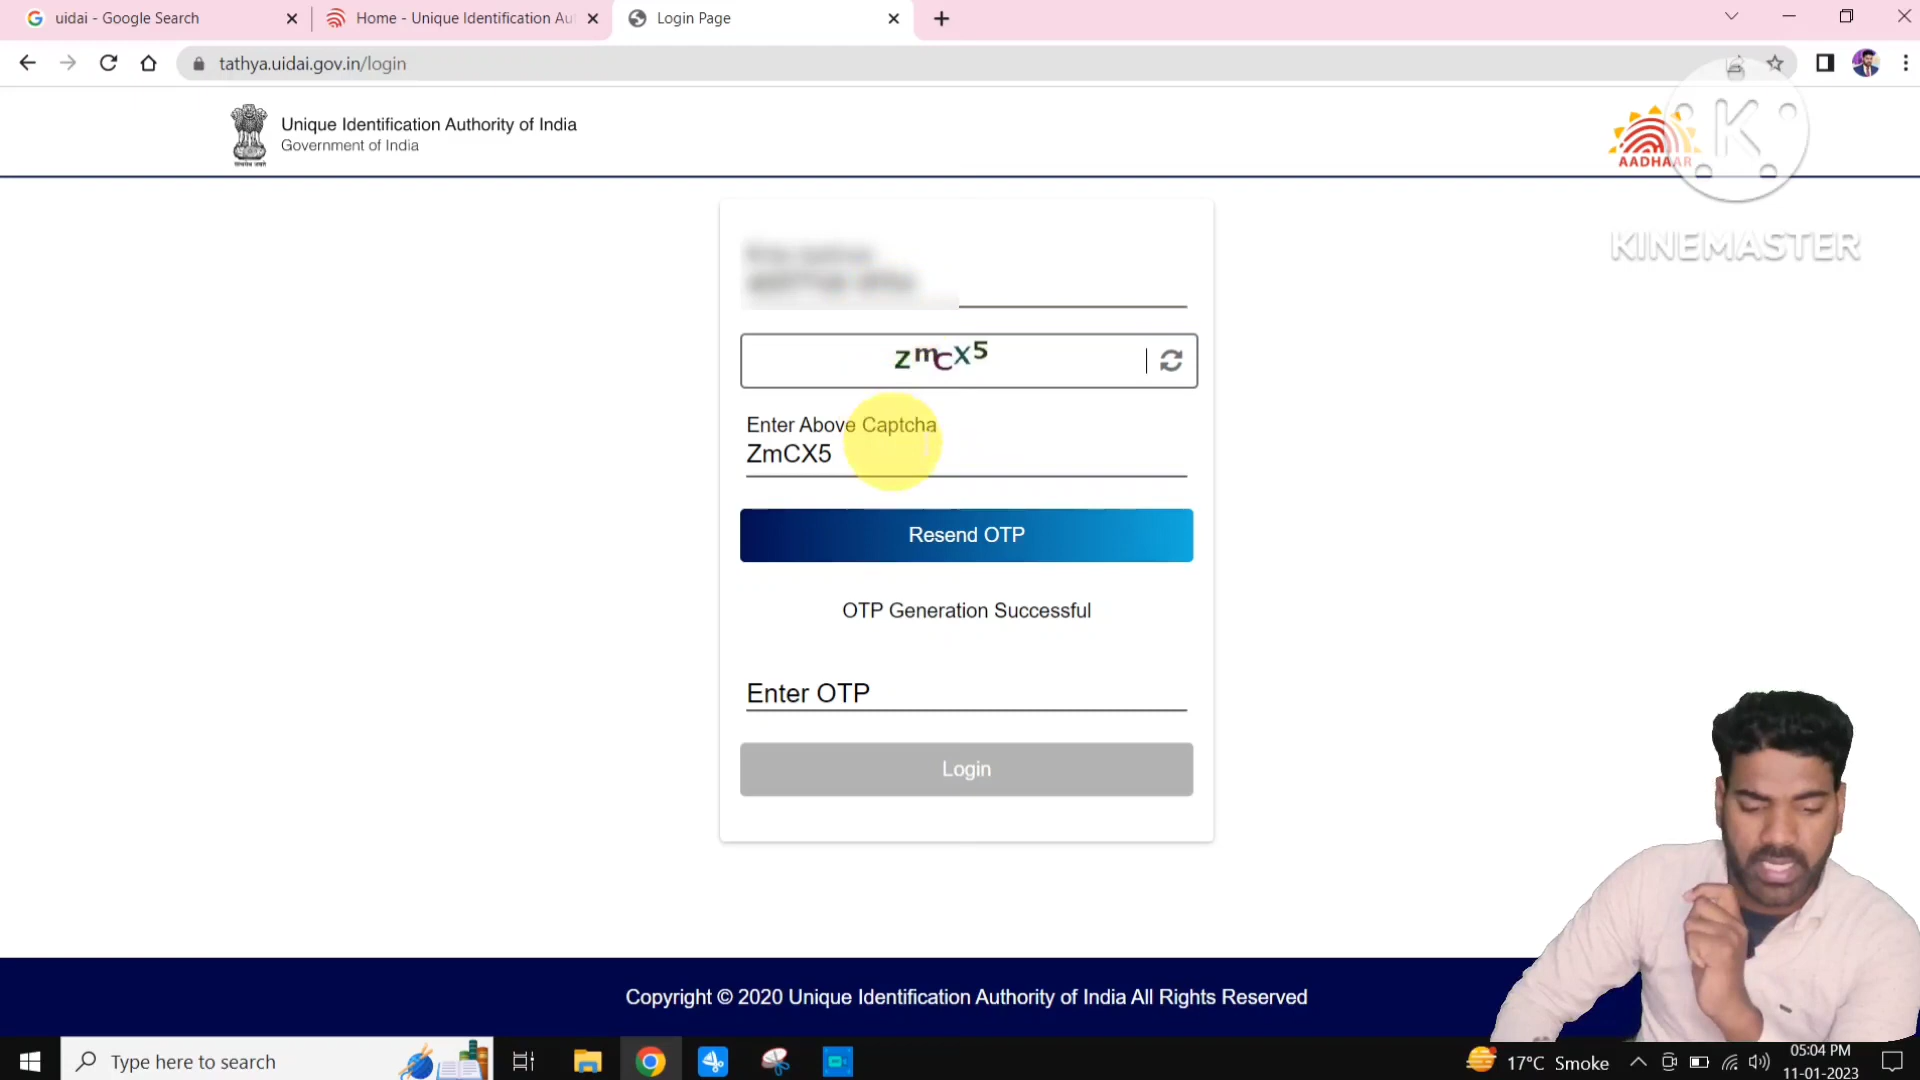 uidai - Google Search
Home - Unique Identification Au
Login Page
tathya.uidai.gov.in/login
Unique Identification Authority of India
Government of India
AADHAAR
K
KINEMASTER
zmCX5
Enter Above Captcha
ZmCX5
Resend OTP
OTP Generation Successful
Enter OTP
Login
Copyright © 2020 Unique Identification Authority of India All Rights Reserved
Type here to search
17°C Smoke
05:04 PM
11-01-2023